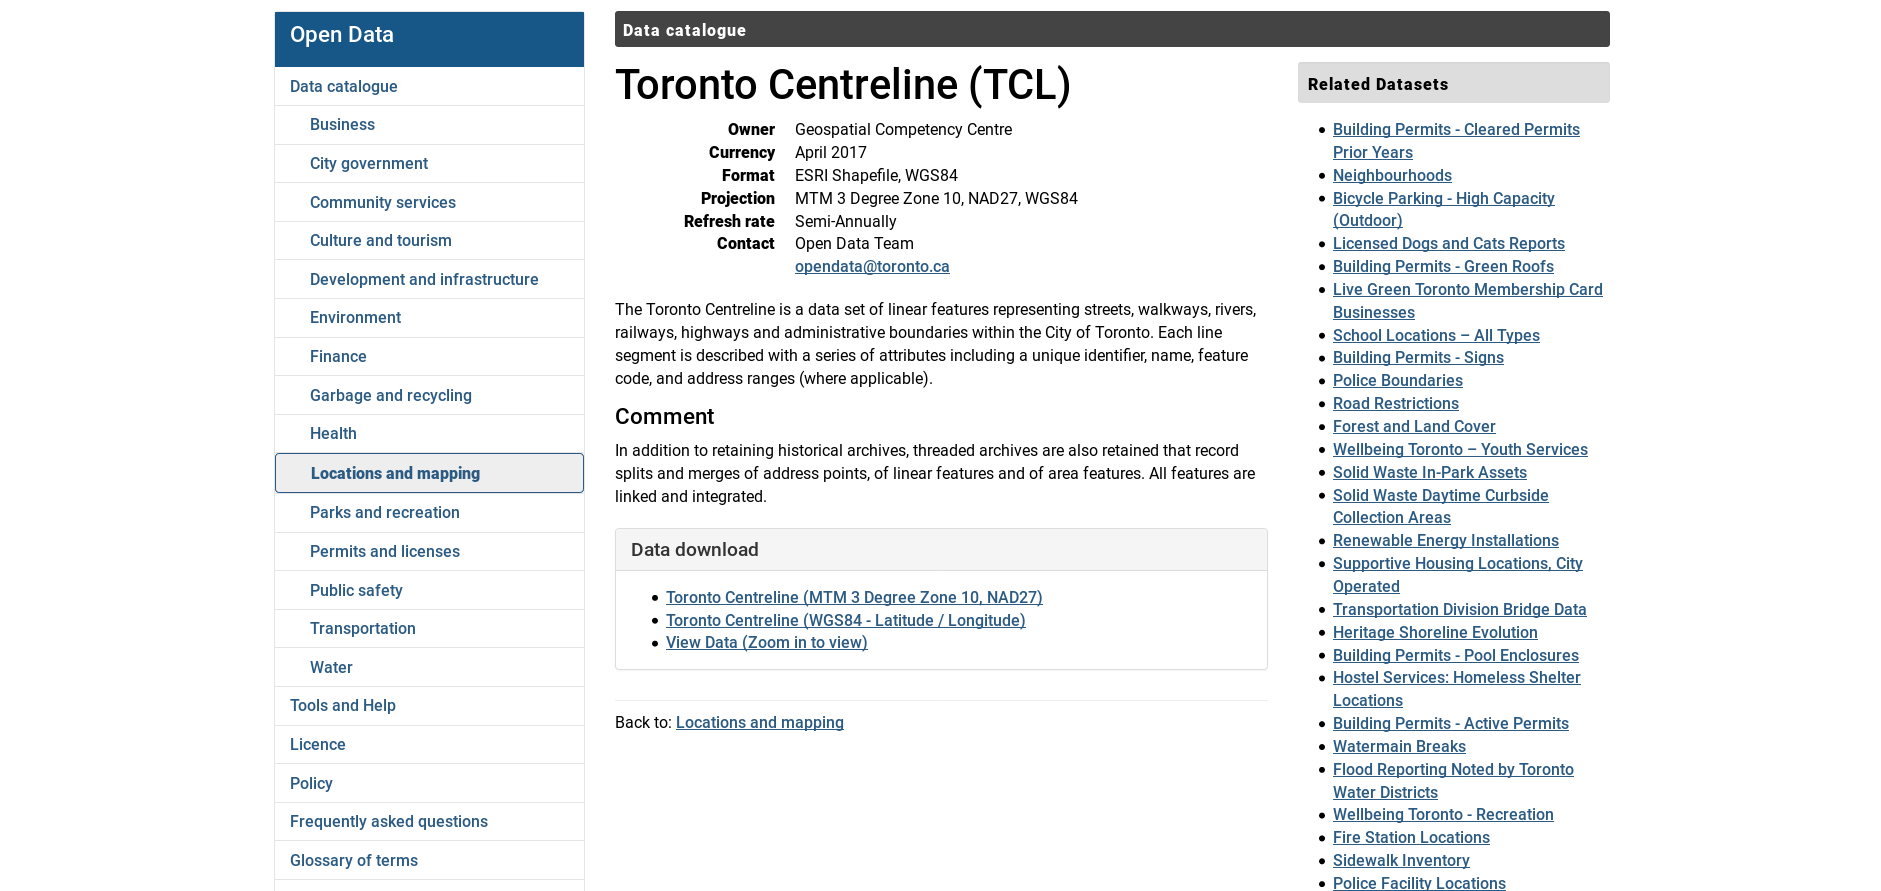 Open Data
Data catalogue
Business
City government
Community services
Culture and tourism
Development and infrastructure
Environment
Finance
Garbage and recycling
Health
Locations and mapping
Parks and recreation
Permits and licenses
Public safety
Transportation
Water
Tools and Help
Licence
Policy
Frequently asked questions
Glossary of terms
Data catalogue
Toronto Centreline (TCL)
Owner Geospatial Competency Centre
Currency April 2017
Format ESRI Shapefile, WGS84
Projection MTM 3 Degree Zone 10, NAD27, WGS84
Refresh rate Semi-Annually
Contact Open Data Team
opendata@toronto.ca
The Toronto Centreline is a data set of linear features representing streets, walkways, rivers,
railways, highways and administrative boundaries within the City of Toronto. Each line
segment is described with a series of attributes including a unique identifier, name, feature
code, and address ranges (where applicable).
Comment
In addition to retaining historical archives, threaded archives are also retained that record
splits and merges of address points, of linear features and of area features. All features are
linked and integrated.
Data download
Toronto Centreline (MTM 3 Degree Zone 10, NAD27)
Toronto Centreline (WGS84 - Latitude / Longitude)
View Data (Zoom in to view)
Back to: Locations and mapping
Related Datasets
Building Permits - Cleared Permits
Prior Years
Neighbourhoods
Bicycle Parking - High Capacity
(Outdoor)
Licensed Dogs and Cats Reports
Building Permits - Green Roofs
Live Green Toronto Membership Card
Businesses
School Locations – All Types
Building Permits - Signs
Police Boundaries
Road Restrictions
Forest and Land Cover
Wellbeing Toronto – Youth Services
Solid Waste In-Park Assets
Solid Waste Daytime Curbside
Collection Areas
Renewable Energy Installations
Supportive Housing Locations, City
Operated
Transportation Division Bridge Data
Heritage Shoreline Evolution
Building Permits - Pool Enclosures
Hostel Services: Homeless Shelter
Locations
Building Permits - Active Permits
Watermain Breaks
Flood Reporting Noted by Toronto
Water Districts
Wellbeing Toronto - Recreation
Fire Station Locations
Sidewalk Inventory
Police Facility Locations